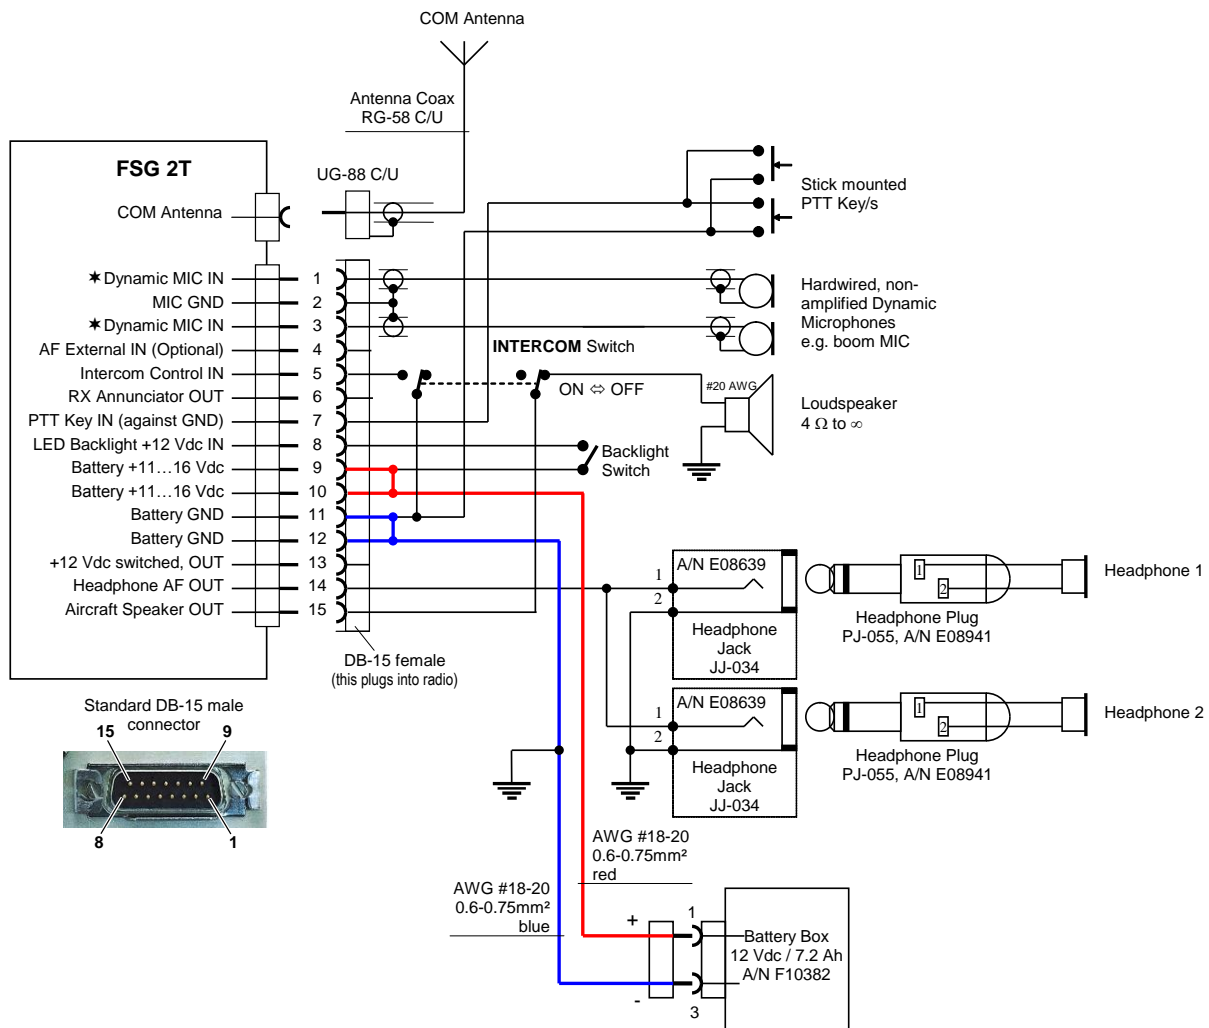 COM Antenna
Antenna Coax
RG-58 C/U
FSG 2T
UG-88 C/U
COM Antenna
Stick mounted
PTT Key/s
✶Dynamic MIC IN 1
MIC GND 2
✶Dynamic MIC IN 3
AF External IN (Optional) 4
Intercom Control IN 5
RX Annunciator OUT 6
PTT Key IN (against GND) 7
LED Backlight +12 Vdc IN 8
Battery +11…16 Vdc 9
Battery +11…16 Vdc 10
Battery GND 11
Battery GND 12
+12 Vdc switched, OUT 13
Headphone AF OUT 14
Aircraft Speaker OUT 15
Hardwired, non-
amplified Dynamic
Microphones
e.g. boom MIC
INTERCOM Switch
ON ⇔ OFF
#20 AWG
Loudspeaker
4 Ω to ∞
Backlight
Switch
DB-15 female
(this plugs into radio)
A/N E08639
1
2
Headphone
Jack
JJ-034
1
2
Headphone Plug
PJ-055, A/N E08941
Headphone 1
A/N E08639
1
2
Headphone
Jack
JJ-034
1
2
Headphone Plug
PJ-055, A/N E08941
Headphone 2
Standard DB-15 male
connector
15 9
8 1
AWG #18-20
0.6-0.75mm²
red
AWG #18-20
0.6-0.75mm²
blue
+ 1
- 3
Battery Box
12 Vdc / 7.2 Ah
A/N F10382